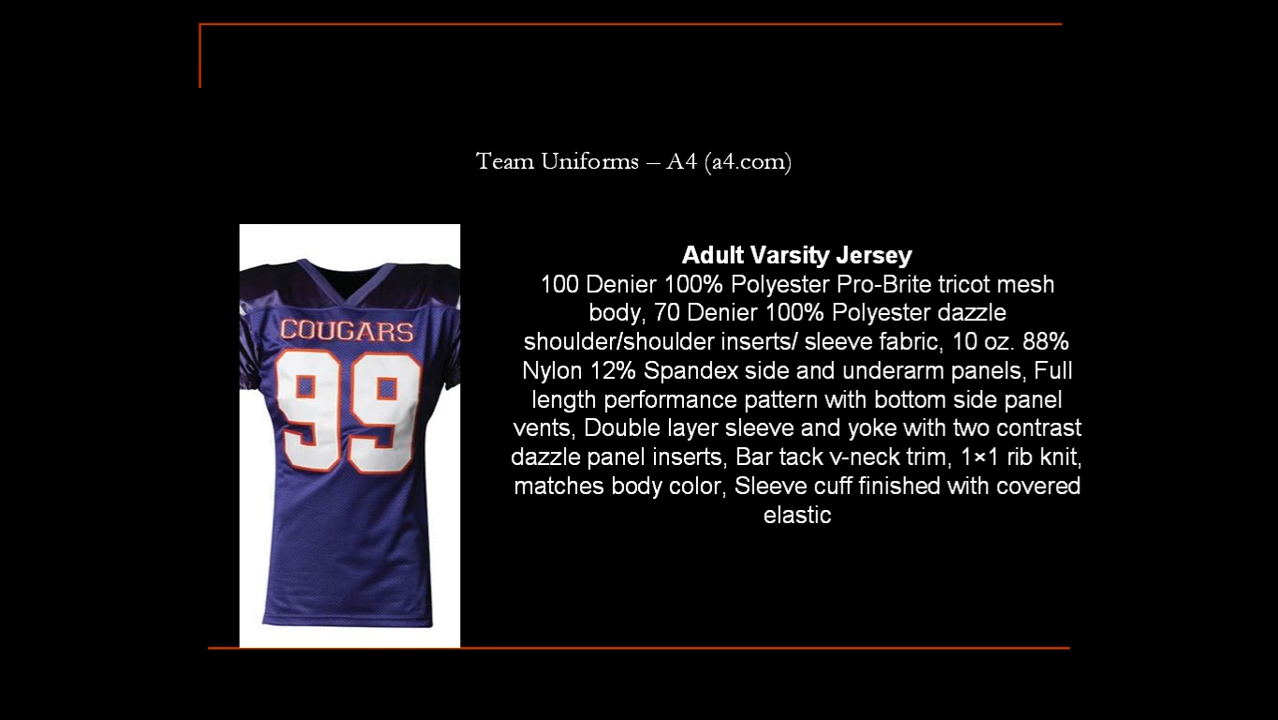 Team Uniforms – A4 (a4.com)
COUGARS
99
Adult Varsity Jersey
100 Denier 100% Polyester Pro-Brite tricot mesh
body, 70 Denier 100% Polyester dazzle
shoulder/shoulder inserts/ sleeve fabric, 10 oz. 88%
Nylon 12% Spandex side and underarm panels, Full
length performance pattern with bottom side panel
vents, Double layer sleeve and yoke with two contrast
dazzle panel inserts, Bar tack v-neck trim, 1×1 rib knit,
matches body color, Sleeve cuff finished with covered
elastic